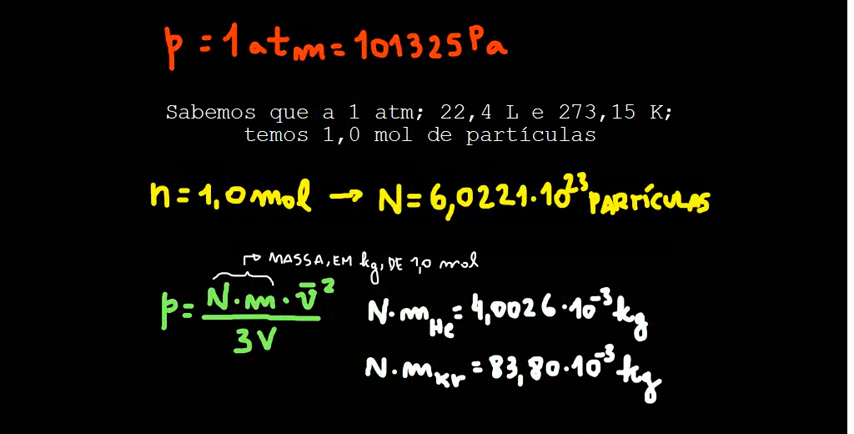 p = 1 atm = 101325 Pa
Sabemos que a 1 atm; 22,4 L e 273,15 K;
temos 1,0 mol de partículas
n = 1,0 mol → N = 6,0221·10²³ PARTÍCULAS
↱ MASSA, EM kg, DE 1,0 mol
p = N·m·v̄² / 3V
N·m_He = 4,0026·10⁻³ kg
N·m_Kr = 83,80·10⁻³ kg